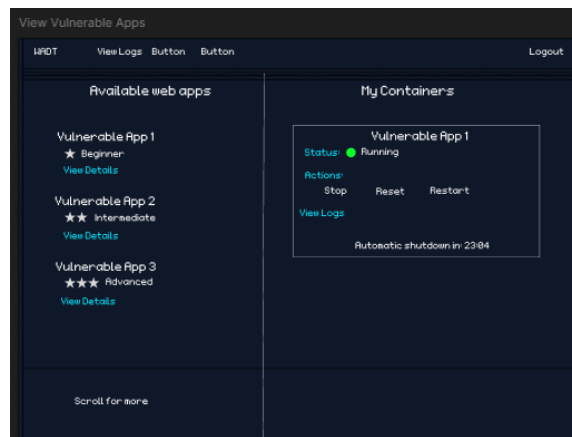 View Vulnerable Apps
WADT View Logs Button Button Logout
Available web apps
Vulnerable App 1
Beginner
View Details
Vulnerable App 2
Intermediate
View Details
Vulnerable App 3
Advanced
View Details
Scroll for more
My Containers
Vulnerable App 1
Status: Running
Actions:
Stop Reset Restart
View Logs
Automatic shutdown in: 23:04